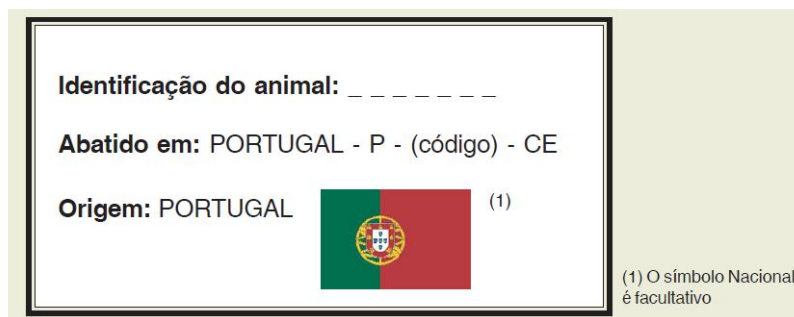 Identificação do animal: _ _ _ _ _ _ _
Abatido em: PORTUGAL - P - (código) - CE
Origem: PORTUGAL (1)
(1) O símbolo Nacional
é facultativo